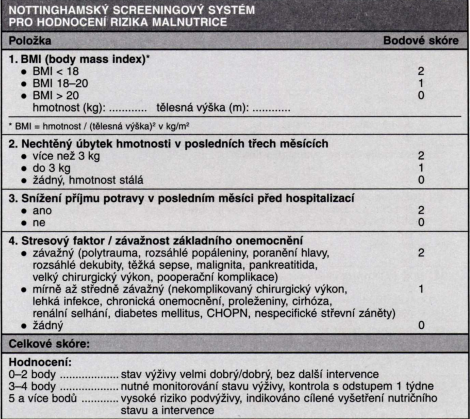 NOTTINGHAMSKÝ SCREENINGOVÝ SYSTÉM
PRO HODNOCENÍ RIZIKA MALNUTRICE
Položka Bodové skóre
1. BMI (body mass index)*
• BMI < 18 2
• BMI 18–20 1
• BMI > 20 0
hmotnost (kg): ............ tělesná výška (m): ............
* BMI = hmotnost / (tělesná výška)² v kg/m²
2. Nechtěný úbytek hmotnosti v posledních třech měsících
• více než 3 kg 2
• do 3 kg 1
• žádný, hmotnost stálá 0
3. Snížení příjmu potravy v posledním měsíci před hospitalizací
• ano 2
• ne 0
4. Stresový faktor / závažnost základního onemocnění
• závažný (polytrauma, rozsáhlé popáleniny, poranění hlavy, 2
rozsáhlé dekubity, těžká sepse, malignita, pankreatitida,
velký chirurgický výkon, pooperační komplikace)
• mírně až středně závažný (nekomplikovaný chirurgický výkon, 1
lehká infekce, chronická onemocnění, proleženiny, cirhóza,
renální selhání, diabetes mellitus, CHOPN, nespecifické střevní záněty)
• žádný 0
Celkové skóre:
Hodnocení:
0–2 body .................. stav výživy velmi dobrý/dobrý, bez další intervence
3–4 body .................. nutné monitorování stavu výživy, kontrola s odstupem 1 týdne
5 a více bodů ............ vysoké riziko podvýživy, indikováno cílené vyšetření nutričního
stavu a intervence